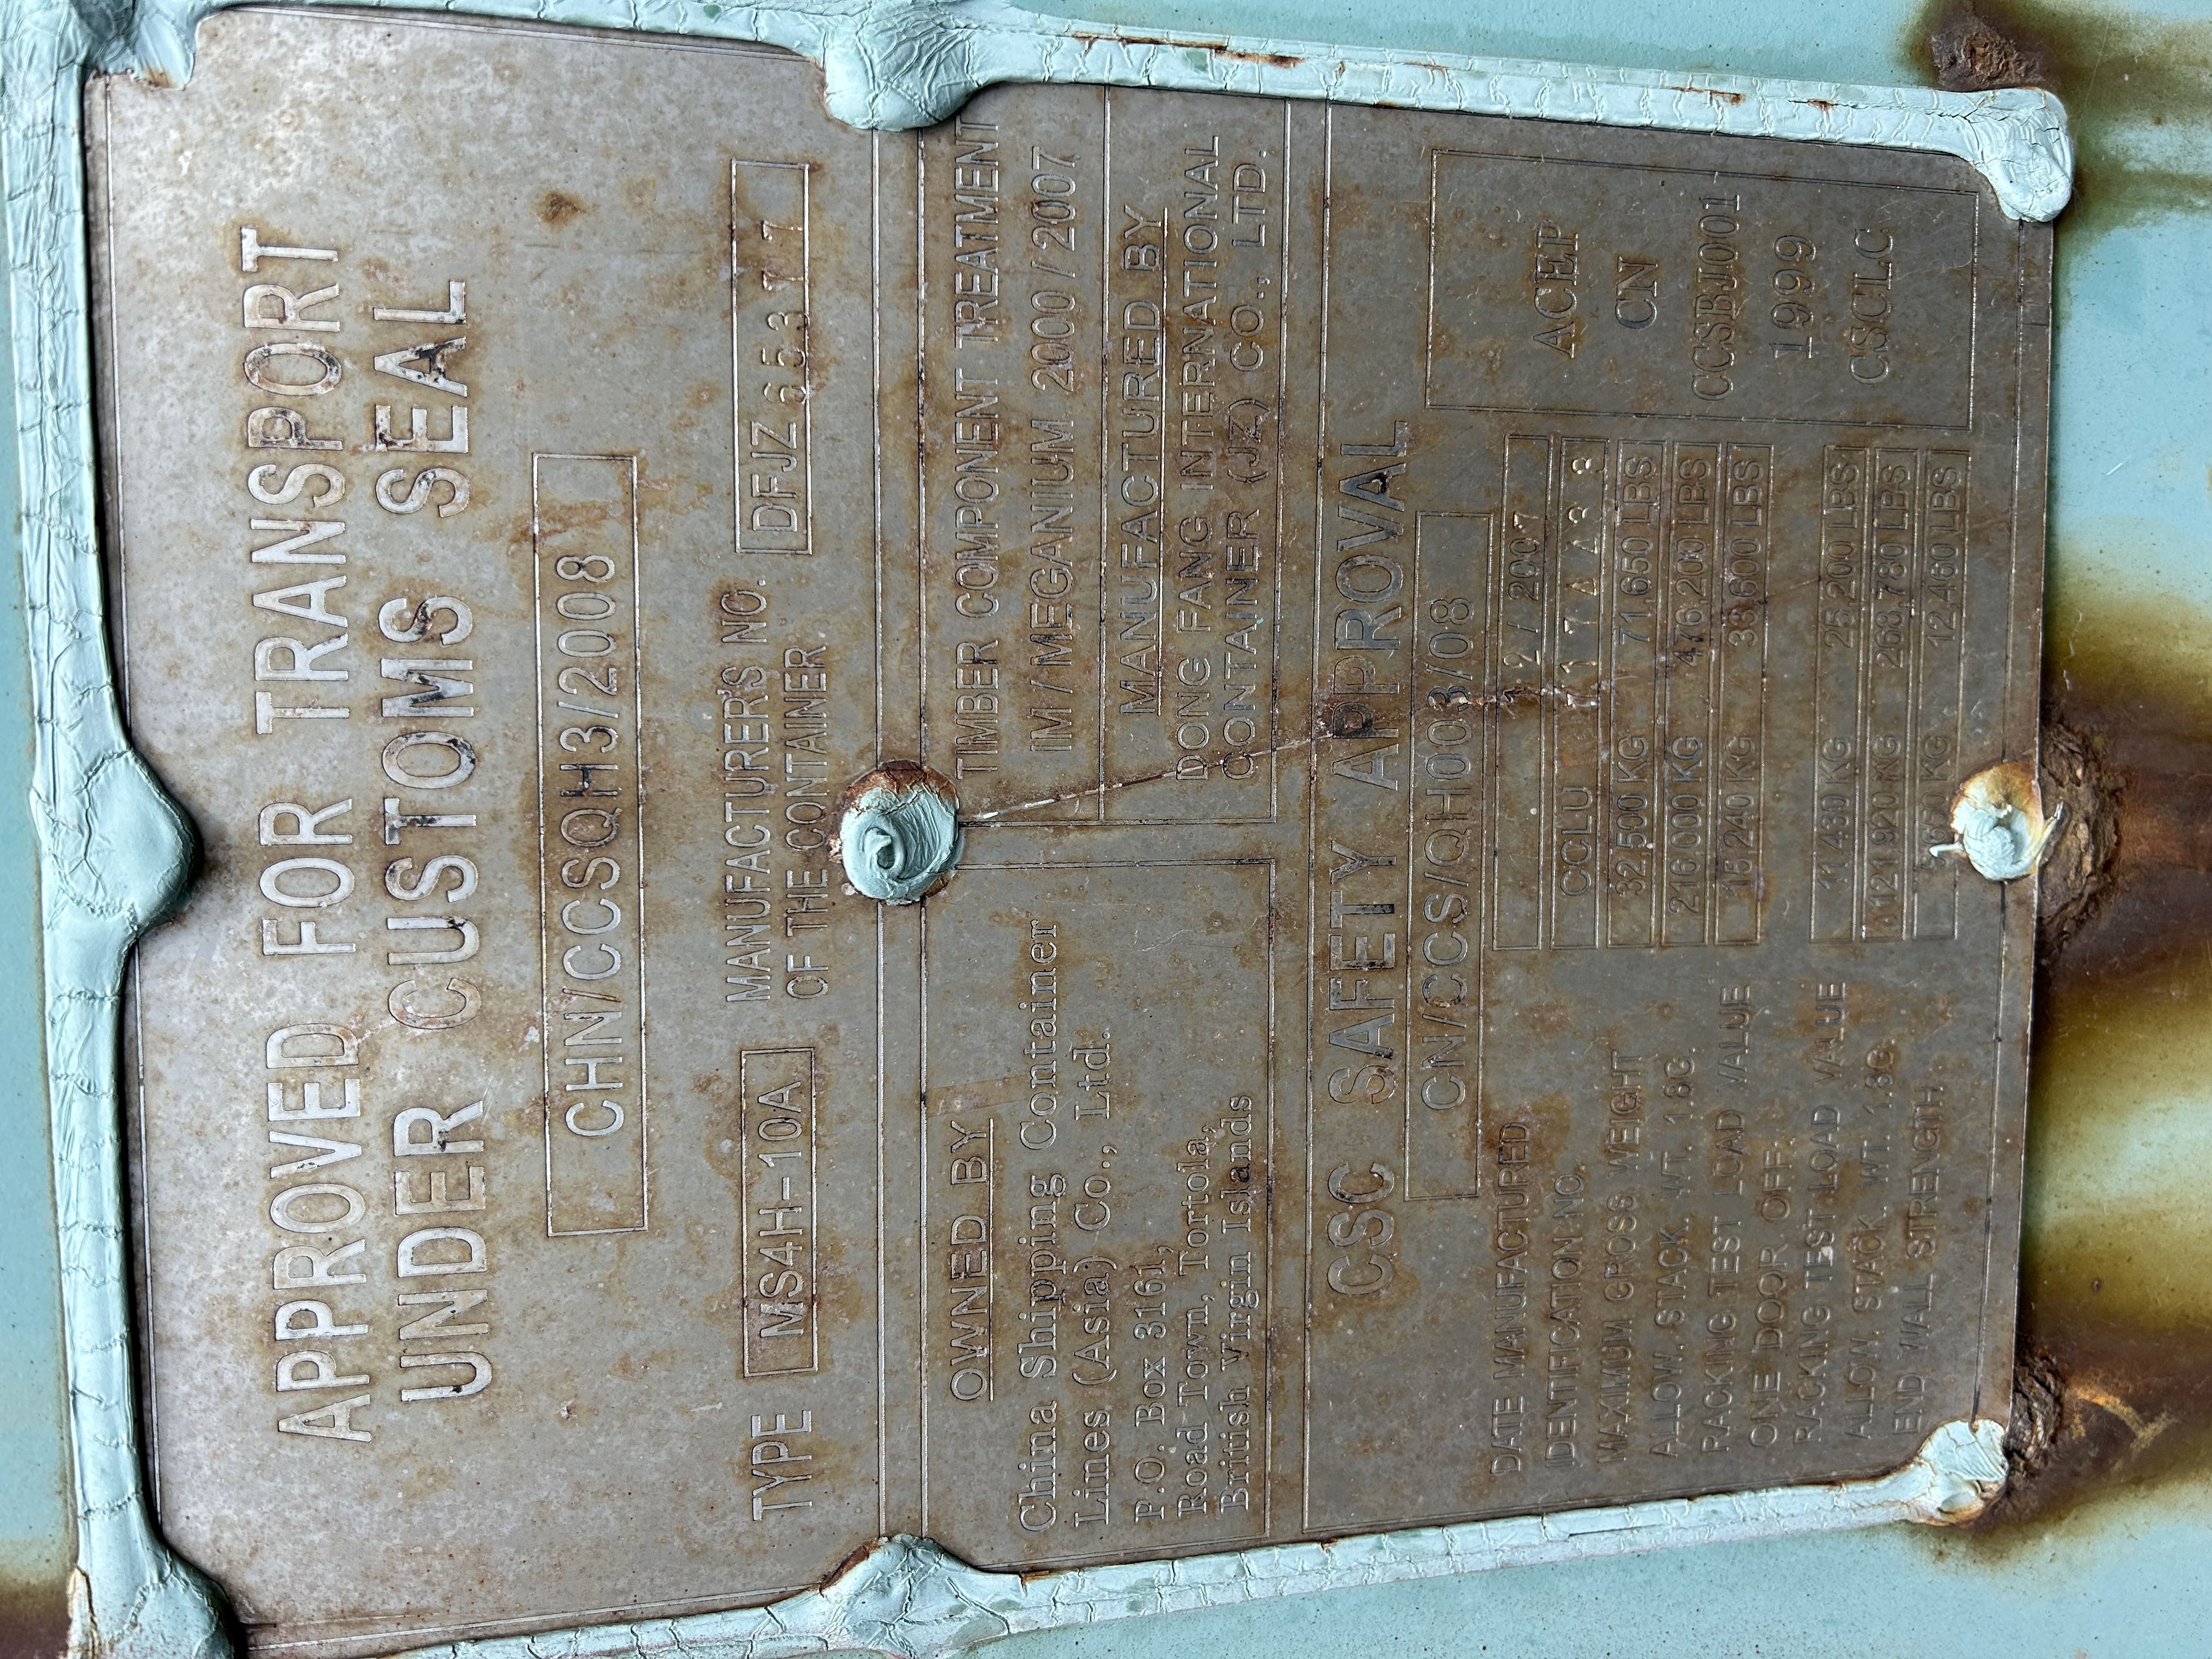 APPROVED FOR TRANSPORT
UNDER CUSTOMS SEAL
CHN/CCSQH3/2008
TYPE MS4H-10A
MANUFACTURER'S NO.
OF THE CONTAINER
DFJZ
OWNED BY
China Shipping Container
Lines (Asia) Co., Ltd.
P.O. Box 3161,
Road Town, Tortola,
British Virgin Islands
TIMBER COMPONENT TREATMENT
IM / MEGANIUM 2000 / 2007
MANUFACTURED BY
DONG FANG INTERNATIONAL
CONTAINER (JZ) CO., LTD.
CSC SAFETY APPROVAL
CN/CCS/QH003/08
DATE MANUFACTURED 2 / 2007
IDENTIFICATION NO. CCLU
MAXIMUM GROSS WEIGHT 32,500 KG 71,650 LBS
ALLOW. STACK. WT. 1.8G. 216 000 KG 476,200 LBS
RACKING TEST LOAD VALUE 15 240 KG 33,600 LBS
ONE DOOR OFF:
RACKING TEST LOAD VALUE 11 430 KG 25,200 LBS
ALLOW. STACK. WT. 1.8G. 121 920 KG 268,780 LBS
END WALL STRENGTH KG 12,460 LBS
ACEP
CN
CCSBJ001
1999
CSCLC